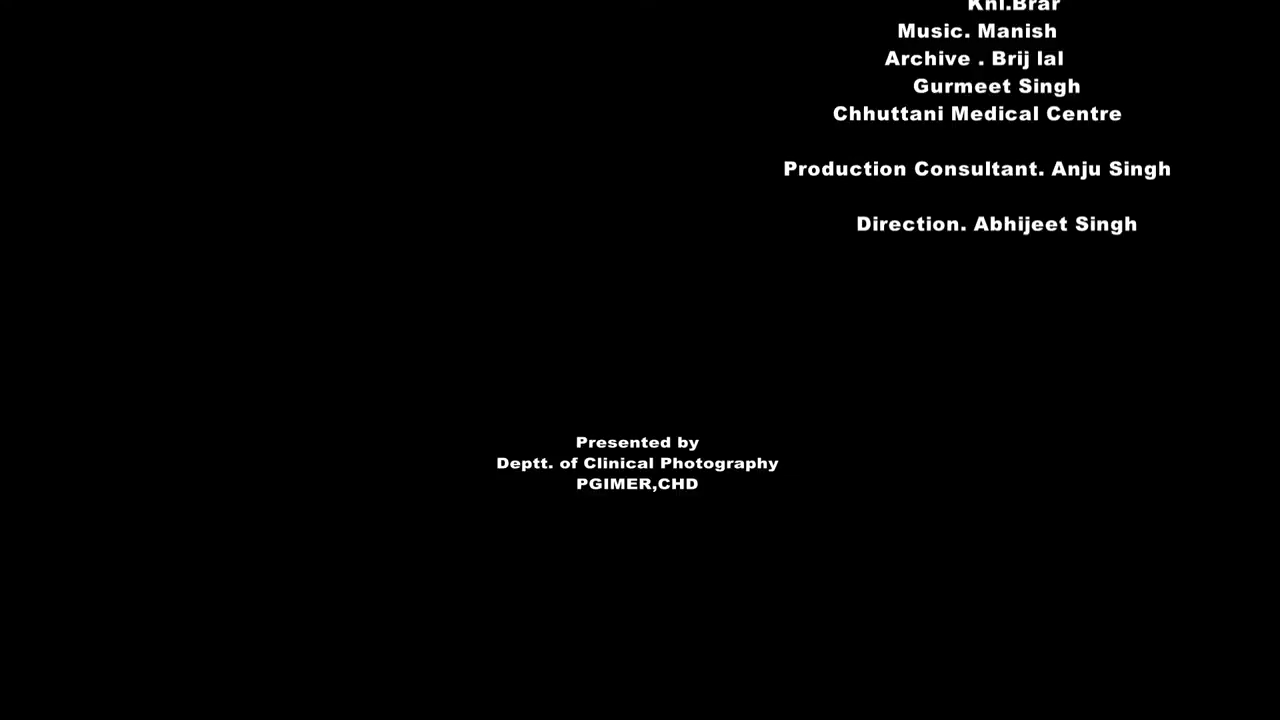 Music. Manish
Archive . Brij lal
Gurmeet Singh
Chhuttani Medical Centre
Production Consultant. Anju Singh
Direction. Abhijeet Singh
Presented by
Deptt. of Clinical Photography
PGIMER,CHD